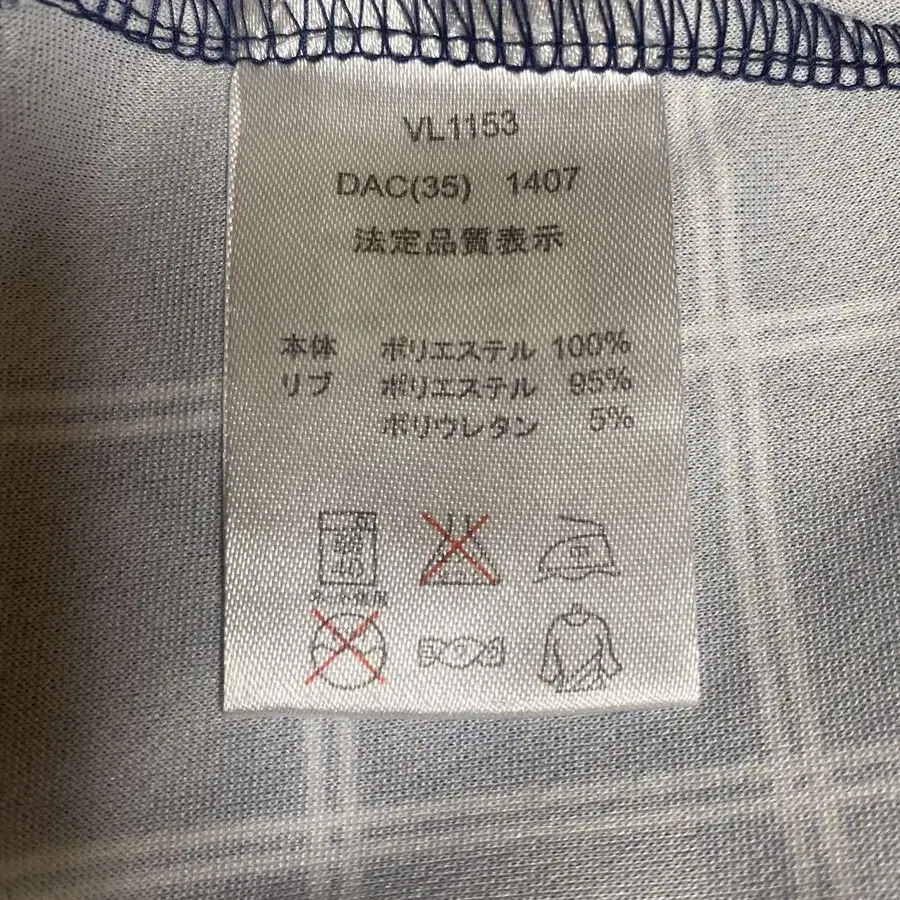 VL1153
DAC(35) 1407
法定品質表示
本体 ポリエステル 100%
リブ ポリエステル 95%
ポリウレタン 5%
40